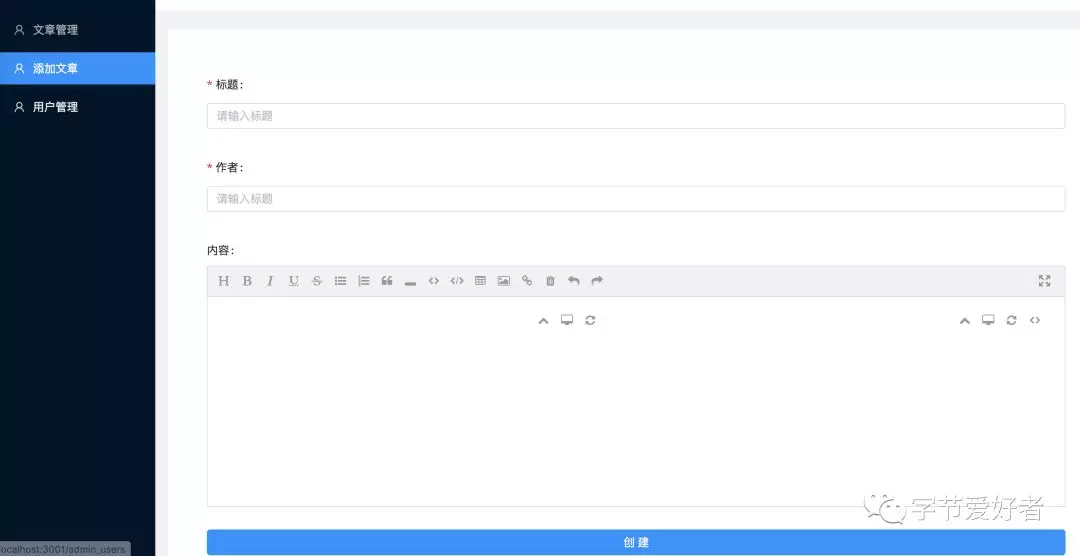 文章管理
添加文章
用户管理
* 标题:
请输入标题
* 作者:
请输入标题
内容:
H B I U S
创 建
字节爱好者
localhost:3001/admin_users